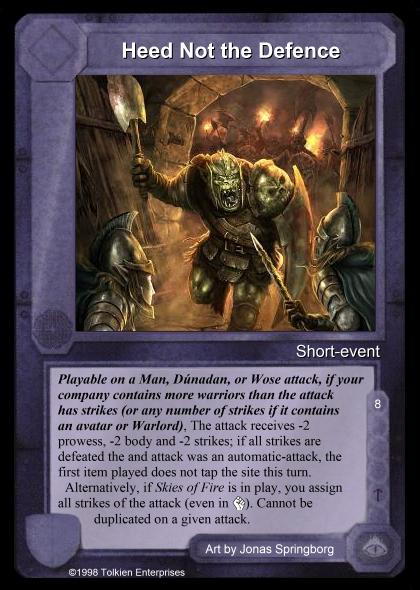 Heed Not the Defence
Short-event
Playable on a Man, Dúnadan, or Wose attack, if your
company contains more warriors than the attack
has strikes (or any number of strikes if it contains
an avatar or Warlord), The attack receives -2
prowess, -2 body and -2 strikes; if all strikes are
defeated the and attack was an automatic-attack, the
first item played does not tap the site this turn.
Alternatively, if Skies of Fire is in play, you assign
all strikes of the attack (even in ). Cannot be
duplicated on a given attack.
8
Art by Jonas Springborg
©1998 Tolkien Enterprises